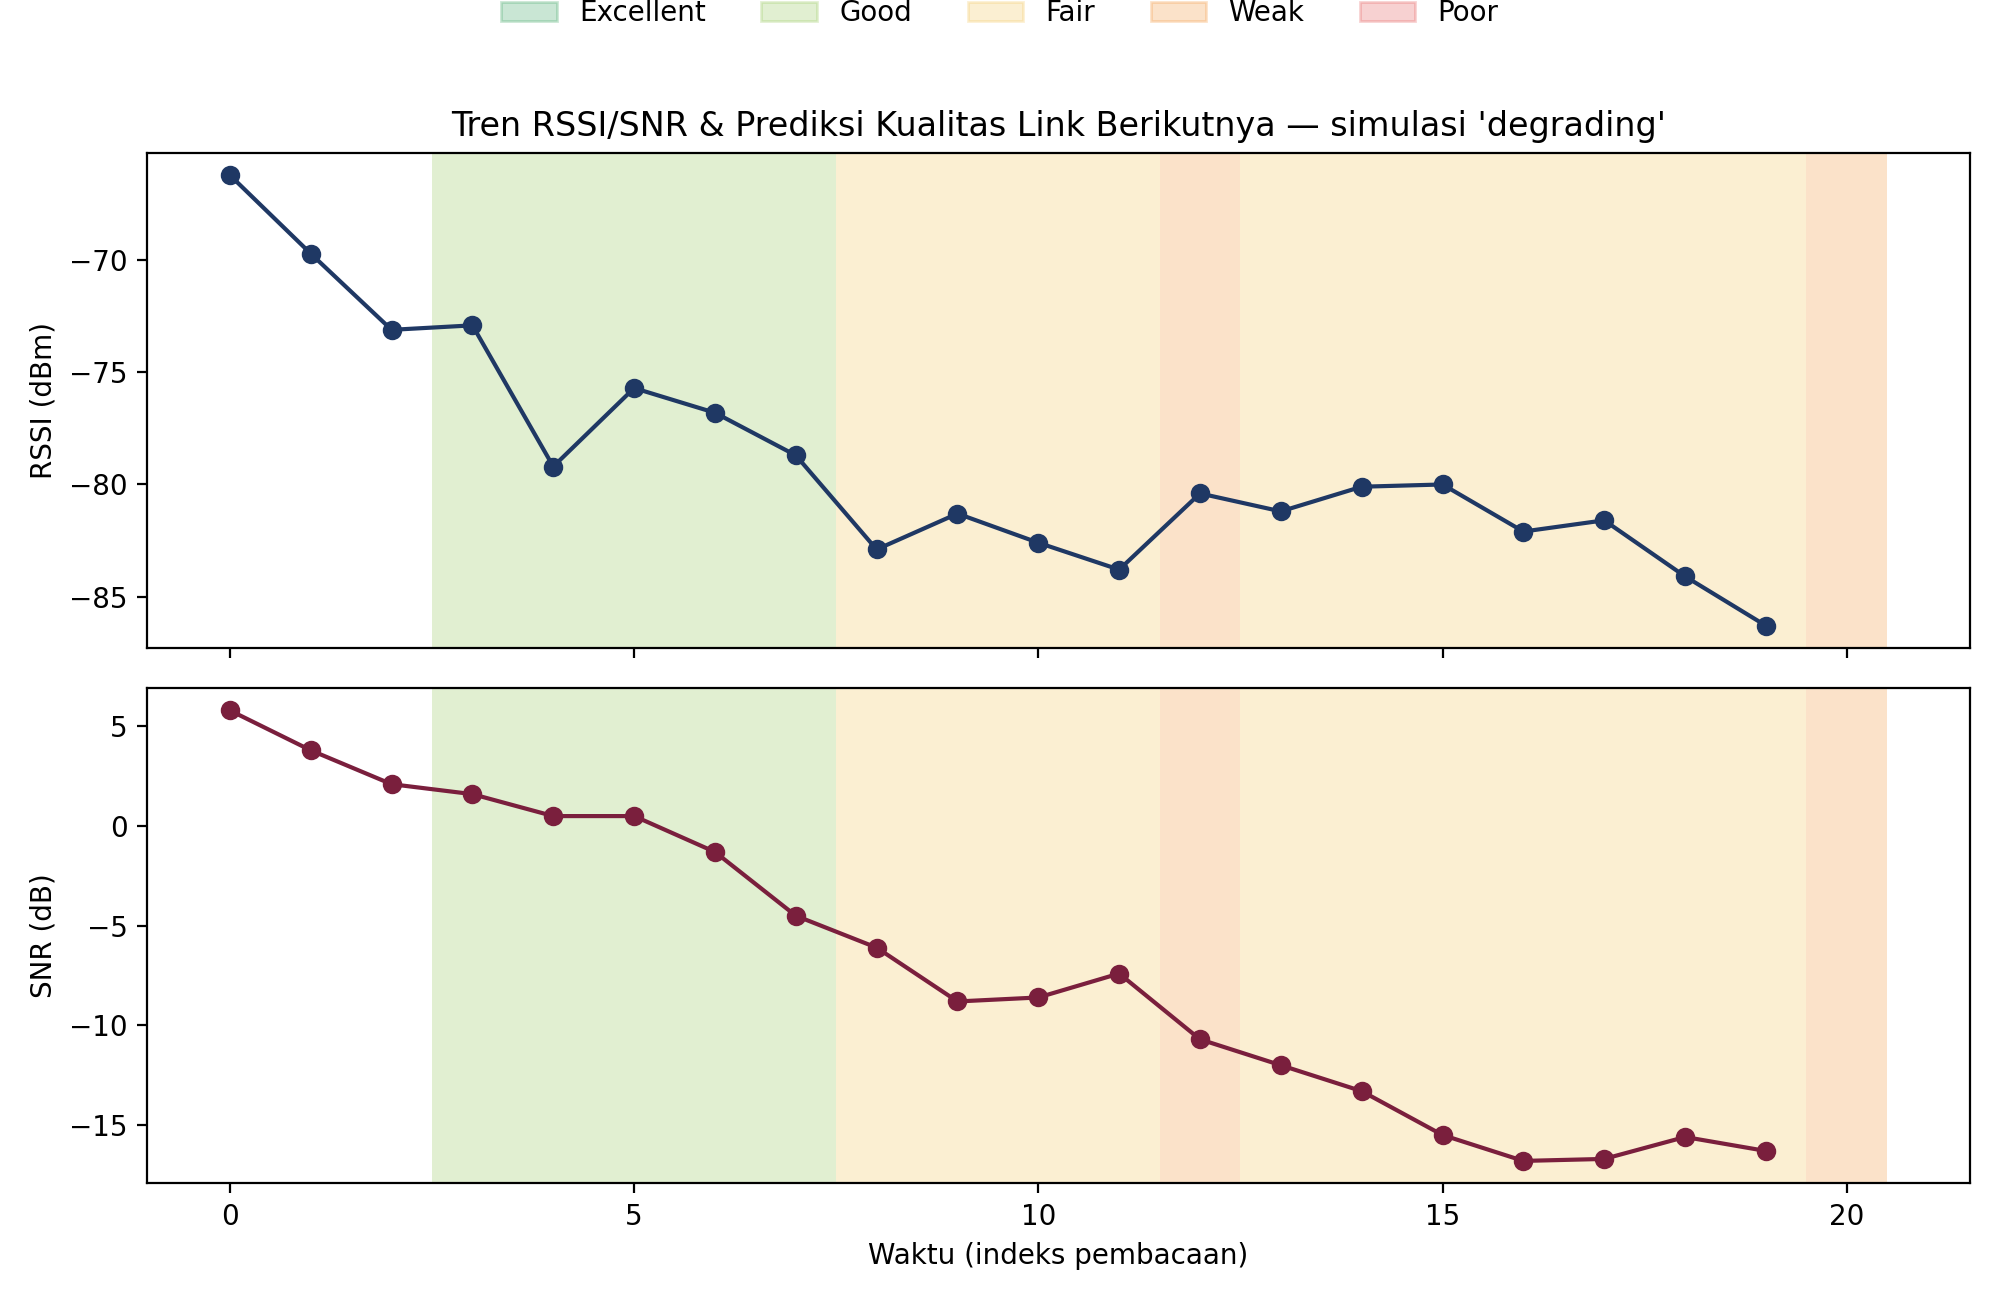 Excellent Good Fair Weak Poor
Tren RSSI/SNR & Prediksi Kualitas Link Berikutnya — simulasi 'degrading'
RSSI (dBm)
−70
−75
−80
−85
SNR (dB)
5
0
−5
−10
−15
0 5 10 15 20
Waktu (indeks pembacaan)